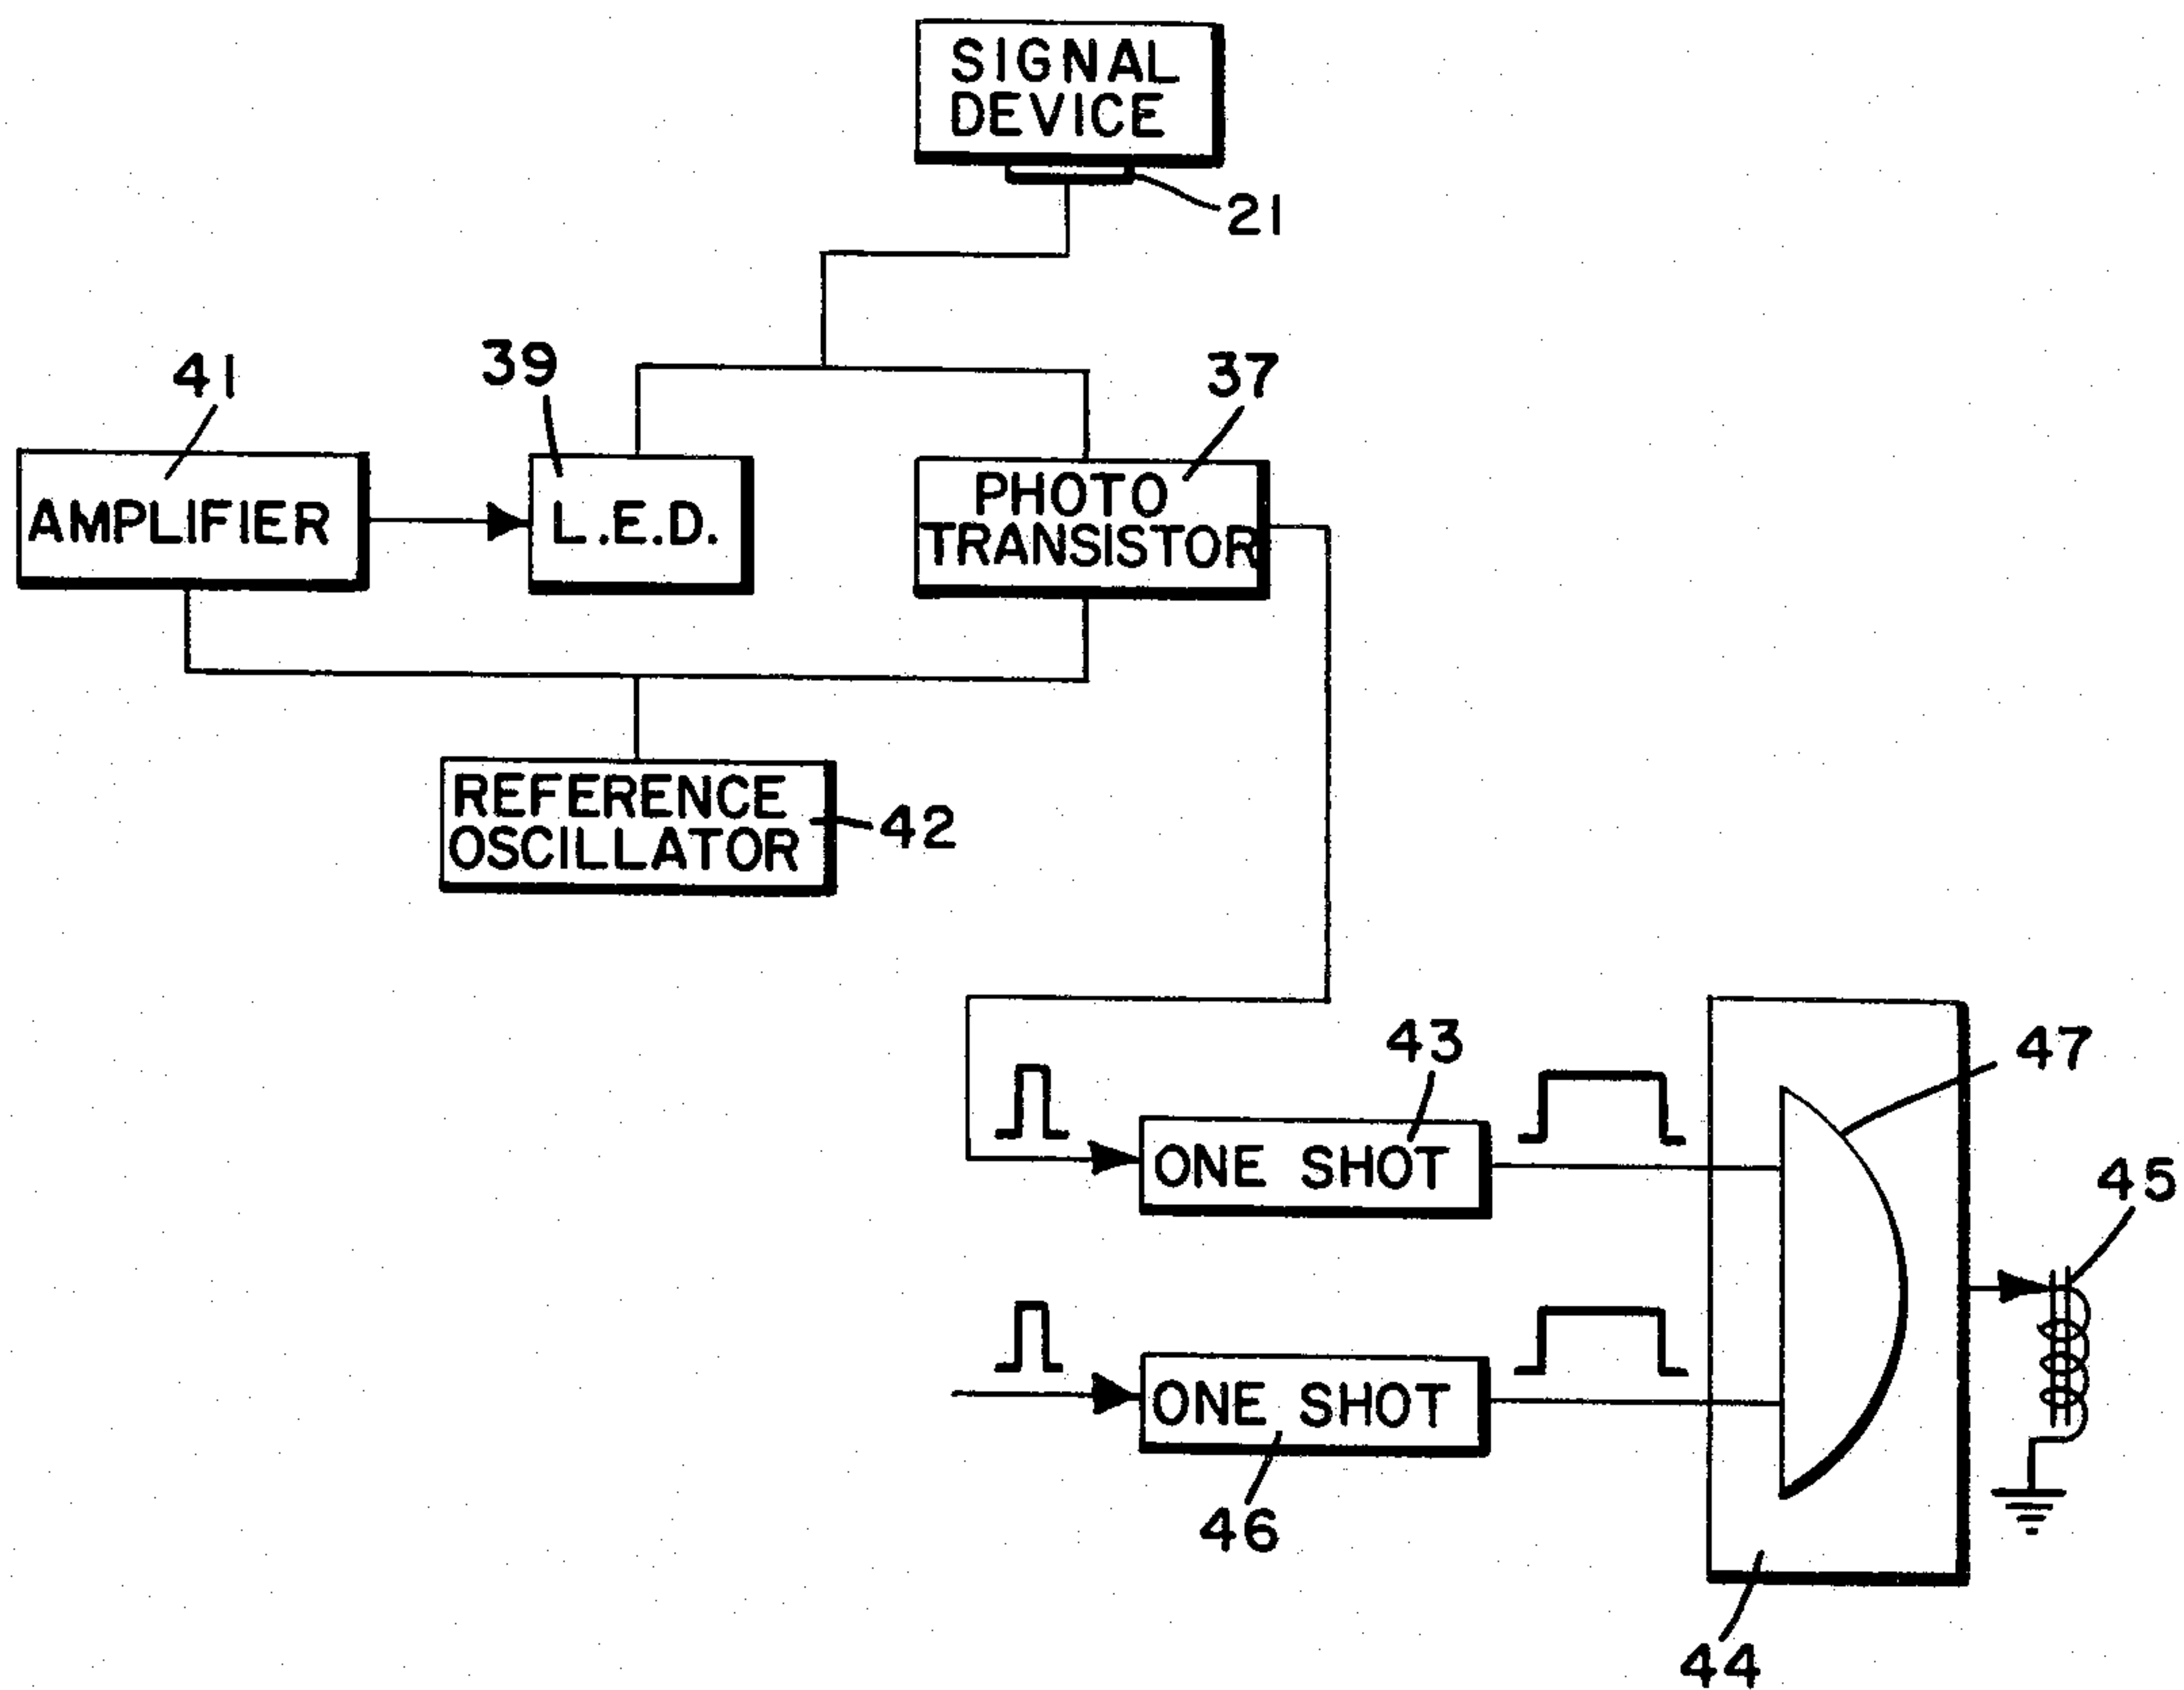 SIGNAL
DEVICE
21
41
39
37
AMPLIFIER
L.E.D.
PHOTO
TRANSISTOR
REFERENCE
OSCILLATOR
42
43
47
ONE SHOT
45
ONE SHOT
46
44